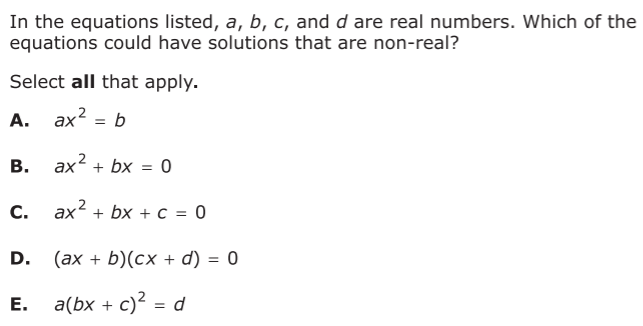 In the equations listed, a, b, c, and d are real numbers. Which of the
equations could have solutions that are non-real?
Select all that apply.
A. ax² = b
B. ax² + bx = 0
C. ax² + bx + c = 0
D. (ax + b)(cx + d) = 0
E. a(bx + c)² = d